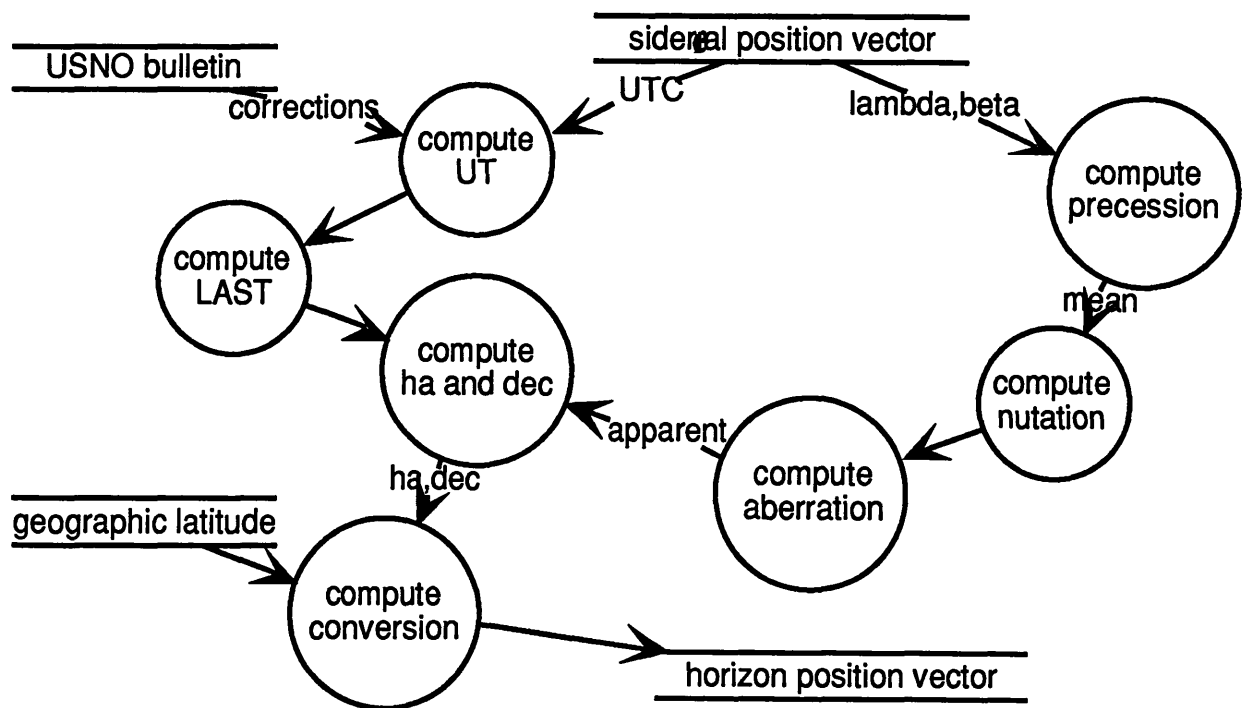 sidereal position vector
USNO bulletin
UTC
corrections
lambda,beta
compute
UT
compute
precession
compute
LAST
mean
compute
ha and dec
compute
nutation
apparent
ha,dec
compute
aberration
geographic latitude
compute
conversion
horizon position vector